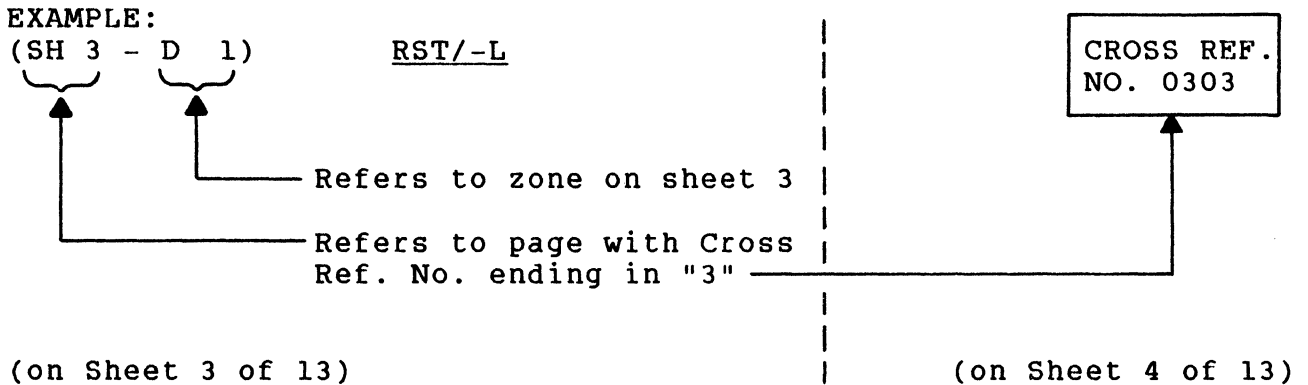 EXAMPLE:
(SH 3 - D 1) RST/-L
CROSS REF.
NO. 0303
Refers to zone on sheet 3
Refers to page with Cross
Ref. No. ending in "3"
(on Sheet 3 of 13) (on Sheet 4 of 13)